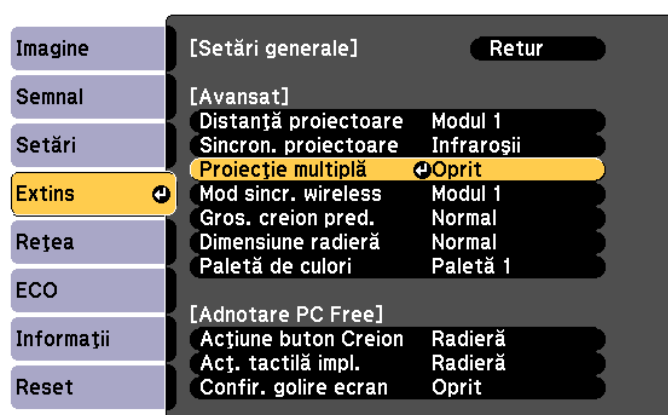 Imagine
Semnal
Setări
Extins
Reţea
ECO
Informaţii
Reset
[Setări generale] Retur
[Avansat]
Distanţă proiectoare Modul 1
Sincron. proiectoare Infraroşii
Proiecţie multiplă Oprit
Mod sincr. wireless Modul 1
Gros. creion pred. Normal
Dimensiune radieră Normal
Paletă de culori Paletă 1
[Adnotare PC Free]
Acţiune buton Creion Radieră
Acţ. tactilă impl. Radieră
Confir. golire ecran Oprit